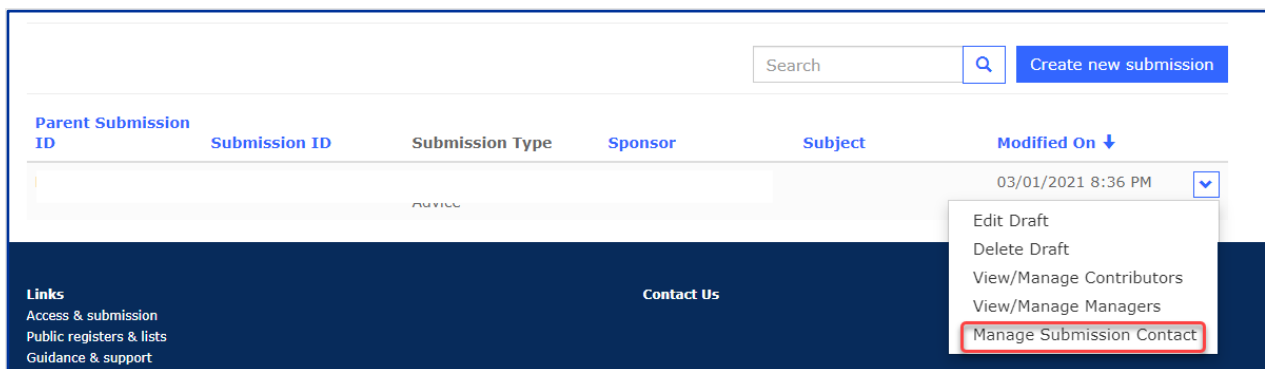 Search
Create new submission
Parent Submission
ID
Submission ID
Submission Type
Sponsor
Subject
Modified On
03/01/2021 8:36 PM
Advice
Edit Draft
Delete Draft
View/Manage Contributors
View/Manage Managers
Manage Submission Contact
Links
Contact Us
Access & submission
Public registers & lists
Guidance & support